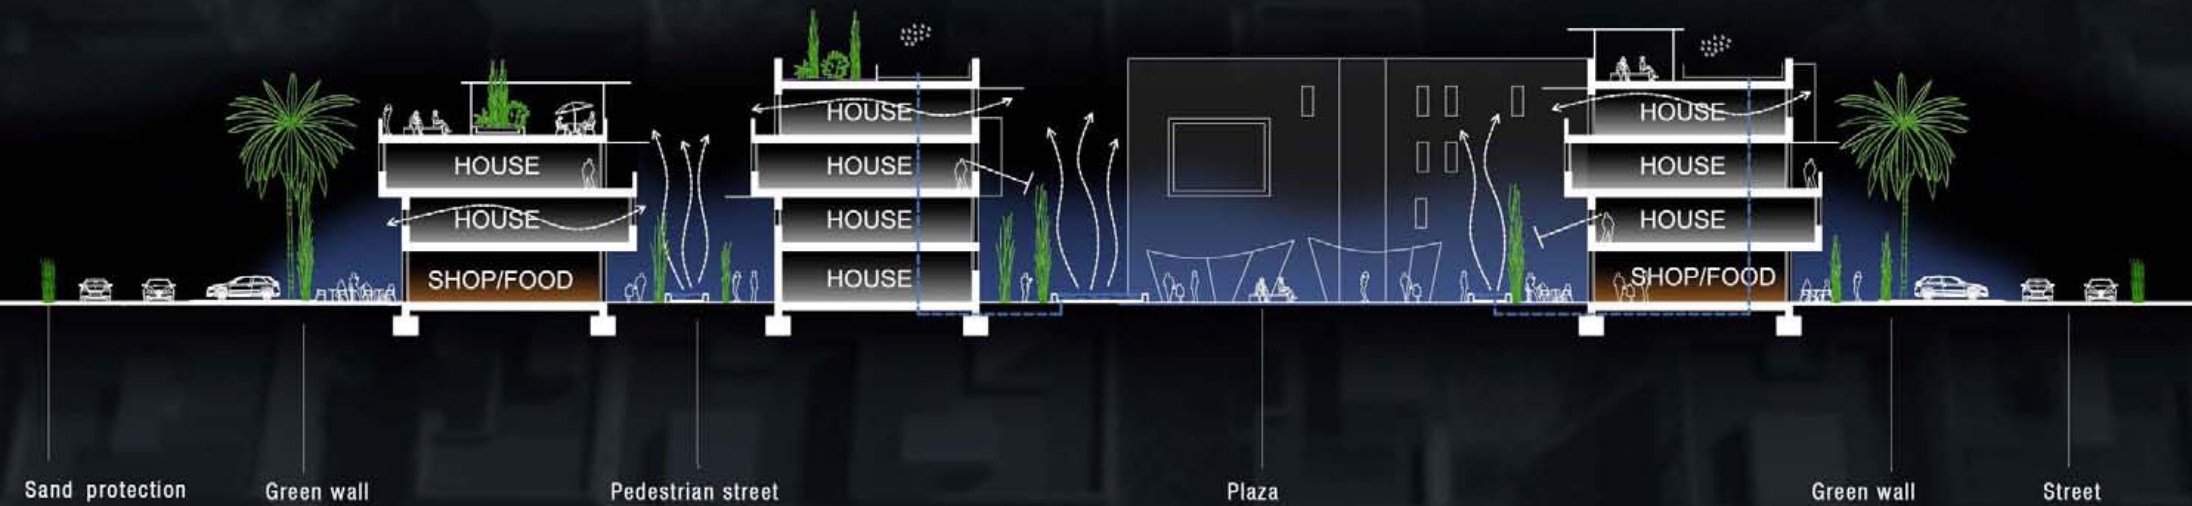 HOUSE
HOUSE
SHOP/FOOD
HOUSE
HOUSE
HOUSE
HOUSE
HOUSE
HOUSE
HOUSE
SHOP/FOOD
Sand protection
Green wall
Pedestrian street
Plaza
Green wall
Street